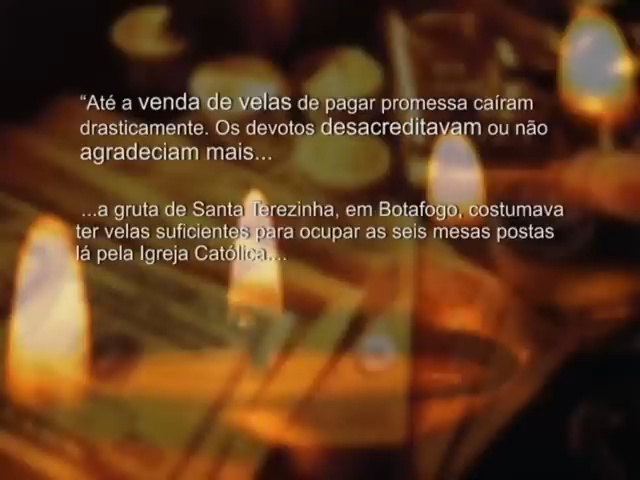 “Até a venda de velas de pagar promessa caíram
drasticamente. Os devotos desacreditavam ou não
agradeciam mais...
...a gruta de Santa Terezinha, em Botafogo, costumava
ter velas suficientes para ocupar as seis mesas postas
lá pela Igreja Católica...